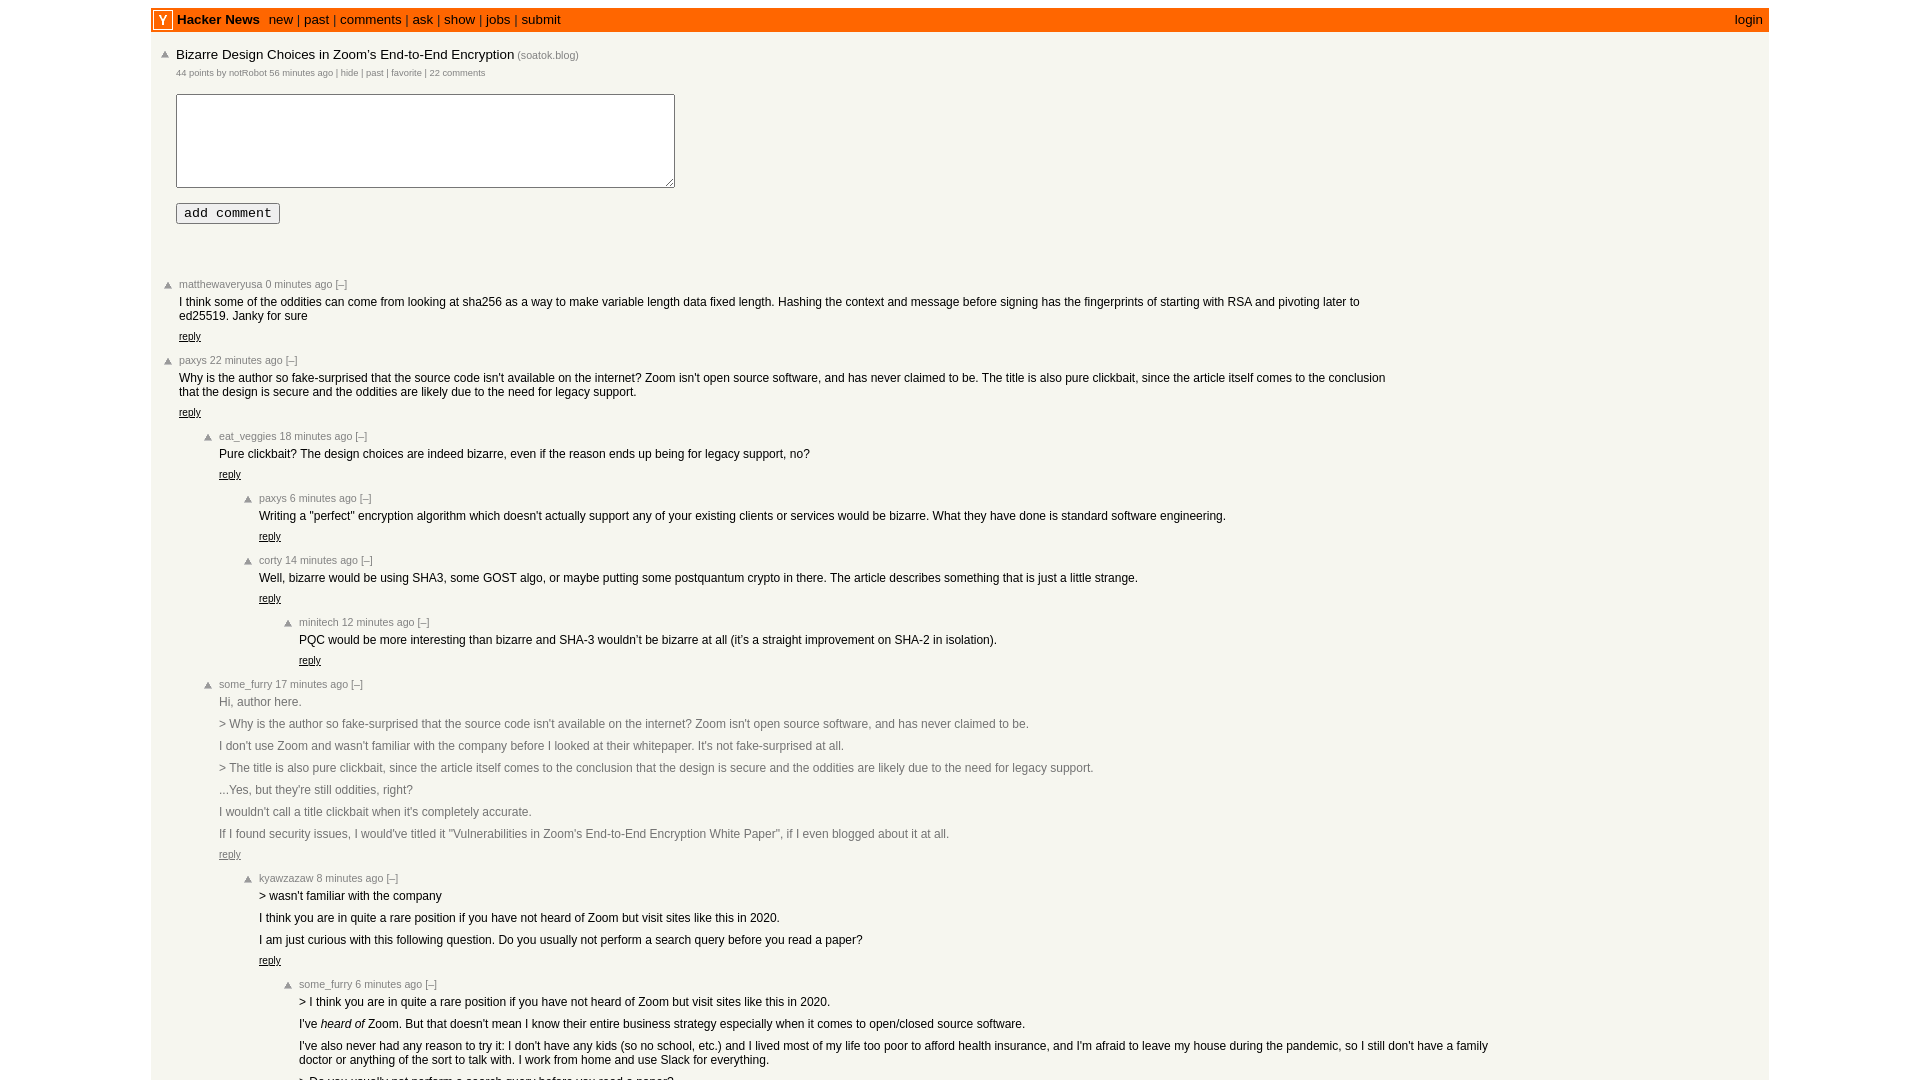 Y Hacker News new | past | comments | ask | show | jobs | submit login
Bizarre Design Choices in Zoom’s End-to-End Encryption (soatok.blog)
44 points by notRobot 56 minutes ago | hide | past | favorite | 22 comments
add comment
matthewaveryusa 0 minutes ago [–]
I think some of the oddities can come from looking at sha256 as a way to make variable length data fixed length. Hashing the context and message before signing has the fingerprints of starting with RSA and pivoting later to
ed25519. Janky for sure
reply
paxys 22 minutes ago [–]
Why is the author so fake-surprised that the source code isn't available on the internet? Zoom isn't open source software, and has never claimed to be. The title is also pure clickbait, since the article itself comes to the conclusion
that the design is secure and the oddities are likely due to the need for legacy support.
reply
eat_veggies 18 minutes ago [–]
Pure clickbait? The design choices are indeed bizarre, even if the reason ends up being for legacy support, no?
reply
paxys 6 minutes ago [–]
Writing a "perfect" encryption algorithm which doesn't actually support any of your existing clients or services would be bizarre. What they have done is standard software engineering.
reply
corty 14 minutes ago [–]
Well, bizarre would be using SHA3, some GOST algo, or maybe putting some postquantum crypto in there. The article describes something that is just a little strange.
reply
minitech 12 minutes ago [–]
PQC would be more interesting than bizarre and SHA-3 wouldn’t be bizarre at all (it’s a straight improvement on SHA-2 in isolation).
reply
some_furry 17 minutes ago [–]
Hi, author here.
> Why is the author so fake-surprised that the source code isn't available on the internet? Zoom isn't open source software, and has never claimed to be.
I don't use Zoom and wasn't familiar with the company before I looked at their whitepaper. It's not fake-surprised at all.
> The title is also pure clickbait, since the article itself comes to the conclusion that the design is secure and the oddities are likely due to the need for legacy support.
...Yes, but they're still oddities, right?
I wouldn't call a title clickbait when it's completely accurate.
If I found security issues, I would've titled it "Vulnerabilities in Zoom's End-to-End Encryption White Paper", if I even blogged about it at all.
reply
kyawzazaw 8 minutes ago [–]
> wasn't familiar with the company
I think you are in quite a rare position if you have not heard of Zoom but visit sites like this in 2020.
I am just curious with this following question. Do you usually not perform a search query before you read a paper?
reply
some_furry 6 minutes ago [–]
> I think you are in quite a rare position if you have not heard of Zoom but visit sites like this in 2020.
I've heard of Zoom. But that doesn't mean I know their entire business strategy especially when it comes to open/closed source software.
I've also never had any reason to try it: I don't have any kids (so no school, etc.) and I lived most of my life too poor to afford health insurance, and I'm afraid to leave my house during the pandemic, so I still don't have a family
doctor or anything of the sort to talk with. I work from home and use Slack for everything.
> Do you usually not perform a search query before you read a paper?